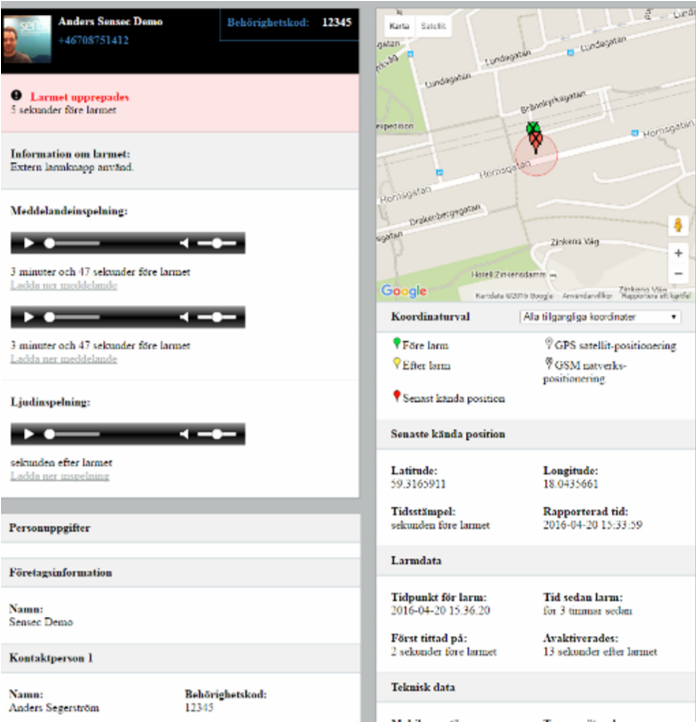 Anders Sensec Demo
+46708751412
Behörighetskod: 12345
Larmet upprepades
5 sekunder före larmet
Information om larmet:
Extern larmknapp använd.
Meddelandeinspelning:
3 minuter och 47 sekunder före larmet
Ladda ner meddelande
3 minuter och 47 sekunder före larmet
Ladda ner meddelande
Ljudinspelning:
sekunden efter larmet
Ladda ner inspelning
Personuppgifter
Företagsinformation
Namn:
Sensec Demo
Kontaktperson 1
Namn: Behörighetskod:
Anders Segerström 12345
Karta Satellit
Lundagatan
Lundagatan
Lundagatan
Brännkyrkagatan
expedition
Hornsgatan
Hornsgatan
Hornsgatan
Drakenbergsgatan
Zinkens Väg
Hotell Zinkensdamm
Zinkens Väg
Google
Kartdata ©2016 Google Användarvillkor Rapportera ett kartfel
Koordinaturval Alla tillgängliga koordinater
Före larm GPS satellit-positionering
Efter larm GSM nätverks-
positionering
Senast kända position
Senaste kända position
Latitude: Longitude:
59.3165911 18.0435661
Tidsstämpel: Rapporterad tid:
sekunden före larmet 2016-04-20 15:33:59
Larmdata
Tidpunkt för larm: Tid sedan larm:
2016-04-20 15:36:20 för 3 timmar sedan
Först tittad på: Avaktiverades:
2 sekunder före larmet 13 sekunder efter larmet
Teknisk data